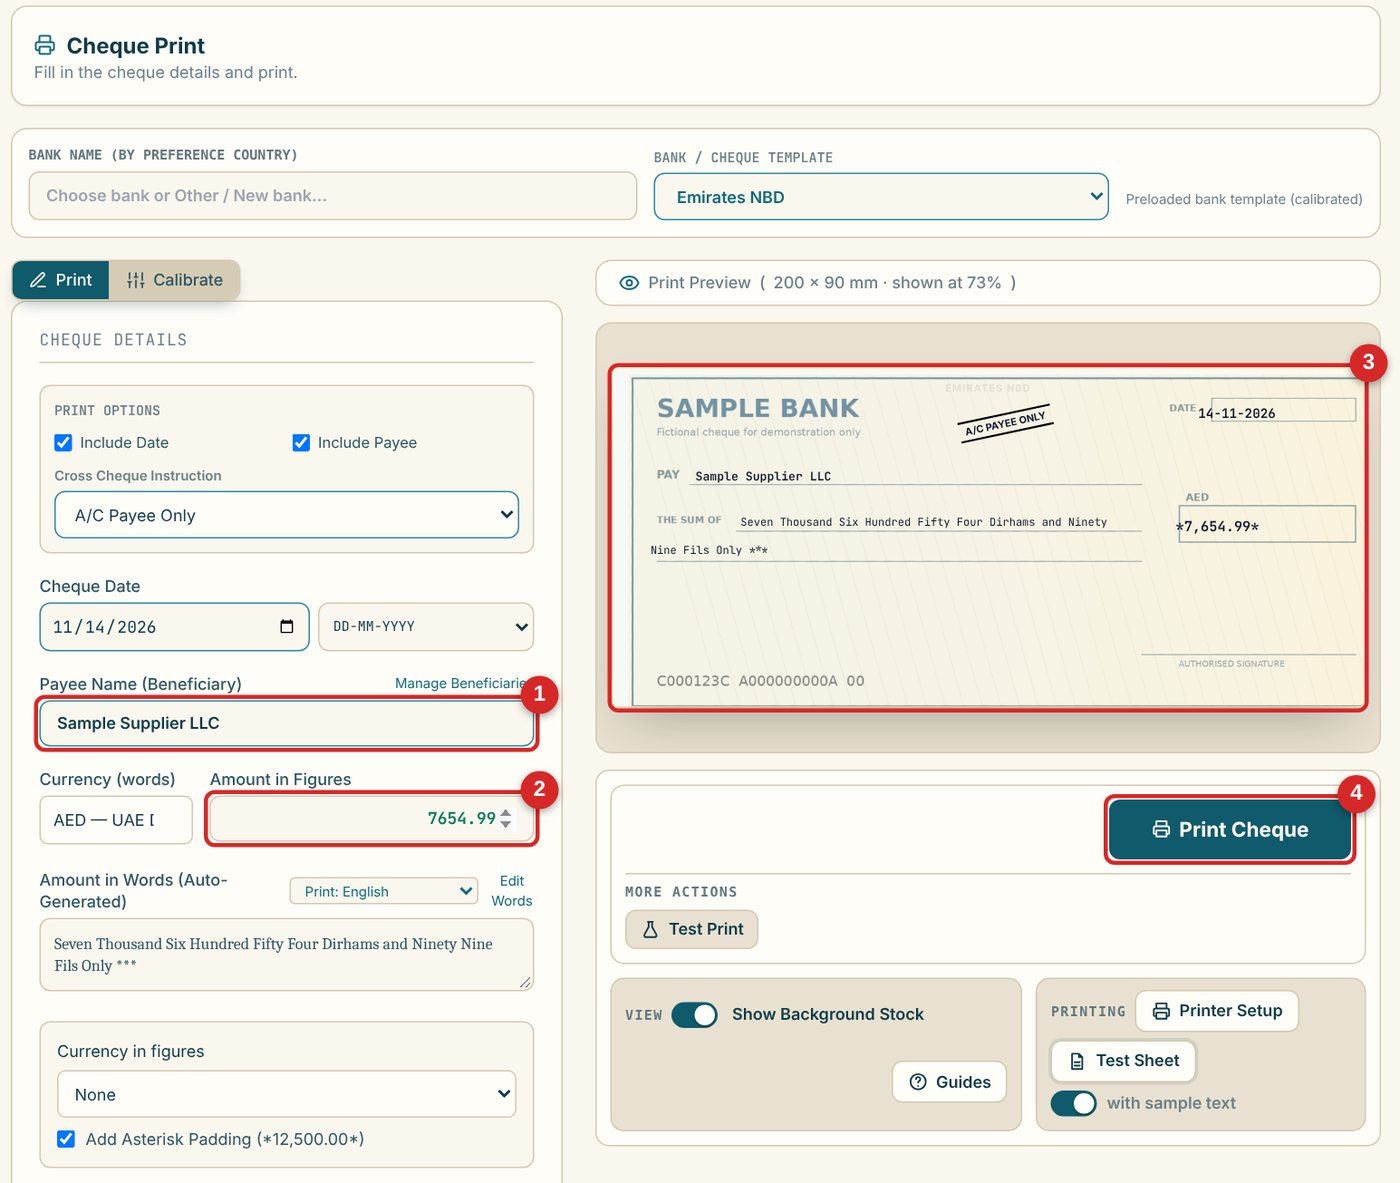 Cheque Print
Fill in the cheque details and print.
BANK NAME (BY PREFERENCE COUNTRY)
Choose bank or Other / New bank...
BANK / CHEQUE TEMPLATE
Emirates NBD
Preloaded bank template (calibrated)
Print
Calibrate
CHEQUE DETAILS
PRINT OPTIONS
Include Date
Include Payee
Cross Cheque Instruction
A/C Payee Only
Cheque Date
11/14/2026
DD-MM-YYYY
Payee Name (Beneficiary)
Manage Beneficiarie
1
Sample Supplier LLC
Currency (words)
Amount in Figures
2
AED — UAE
7654.99
Amount in Words (Auto-
Generated)
Print: English
Edit
Words
Seven Thousand Six Hundred Fifty Four Dirhams and Ninety Nine
Fils Only ***
Currency in figures
None
Add Asterisk Padding (*12,500.00*)
Print Preview ( 200 × 90 mm · shown at 73% )
3
EMIRATES NBD
SAMPLE BANK
Fictional cheque for demonstration only
A/C PAYEE ONLY
DATE 14-11-2026
PAY Sample Supplier LLC
AED
THE SUM OF Seven Thousand Six Hundred Fifty Four Dirhams and Ninety
*7,654.99*
Nine Fils Only ***
AUTHORISED SIGNATURE
C000123C A000000000A 00
4
Print Cheque
MORE ACTIONS
Test Print
VIEW
Show Background Stock
Guides
PRINTING
Printer Setup
Test Sheet
with sample text